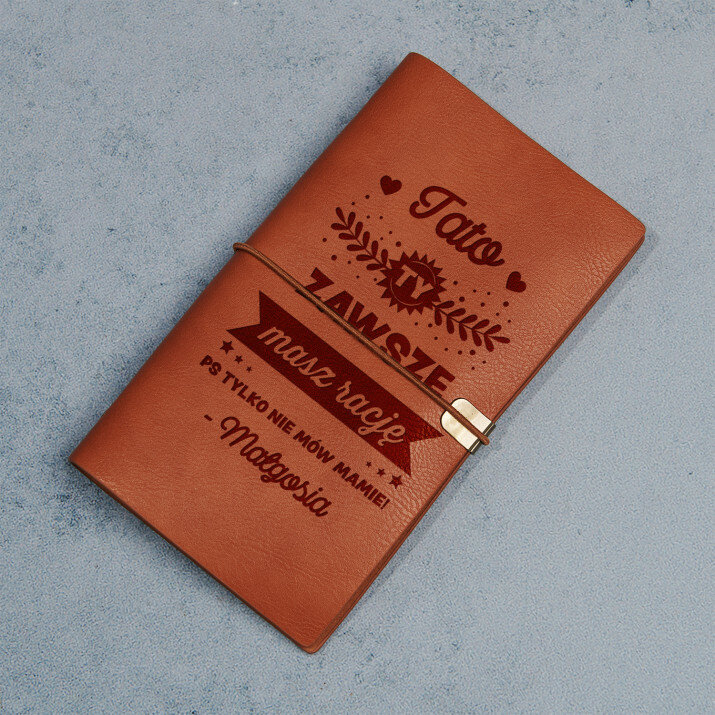 Tato
TY
ZAWSZE
masz rację
PS TYLKO NIE MÓW MAMIE!
- Małgosia